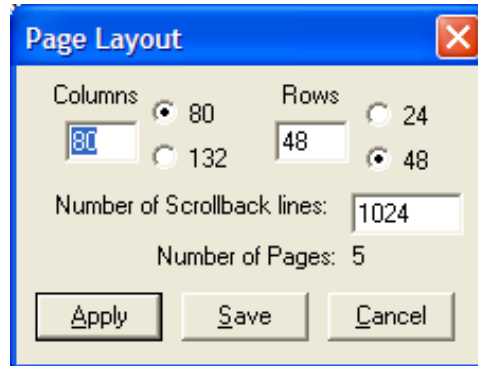 Page Layout
Columns Rows
80 80 48 24
132 48
Number of Scrollback lines: 1024
Number of Pages: 5
Apply Save Cancel